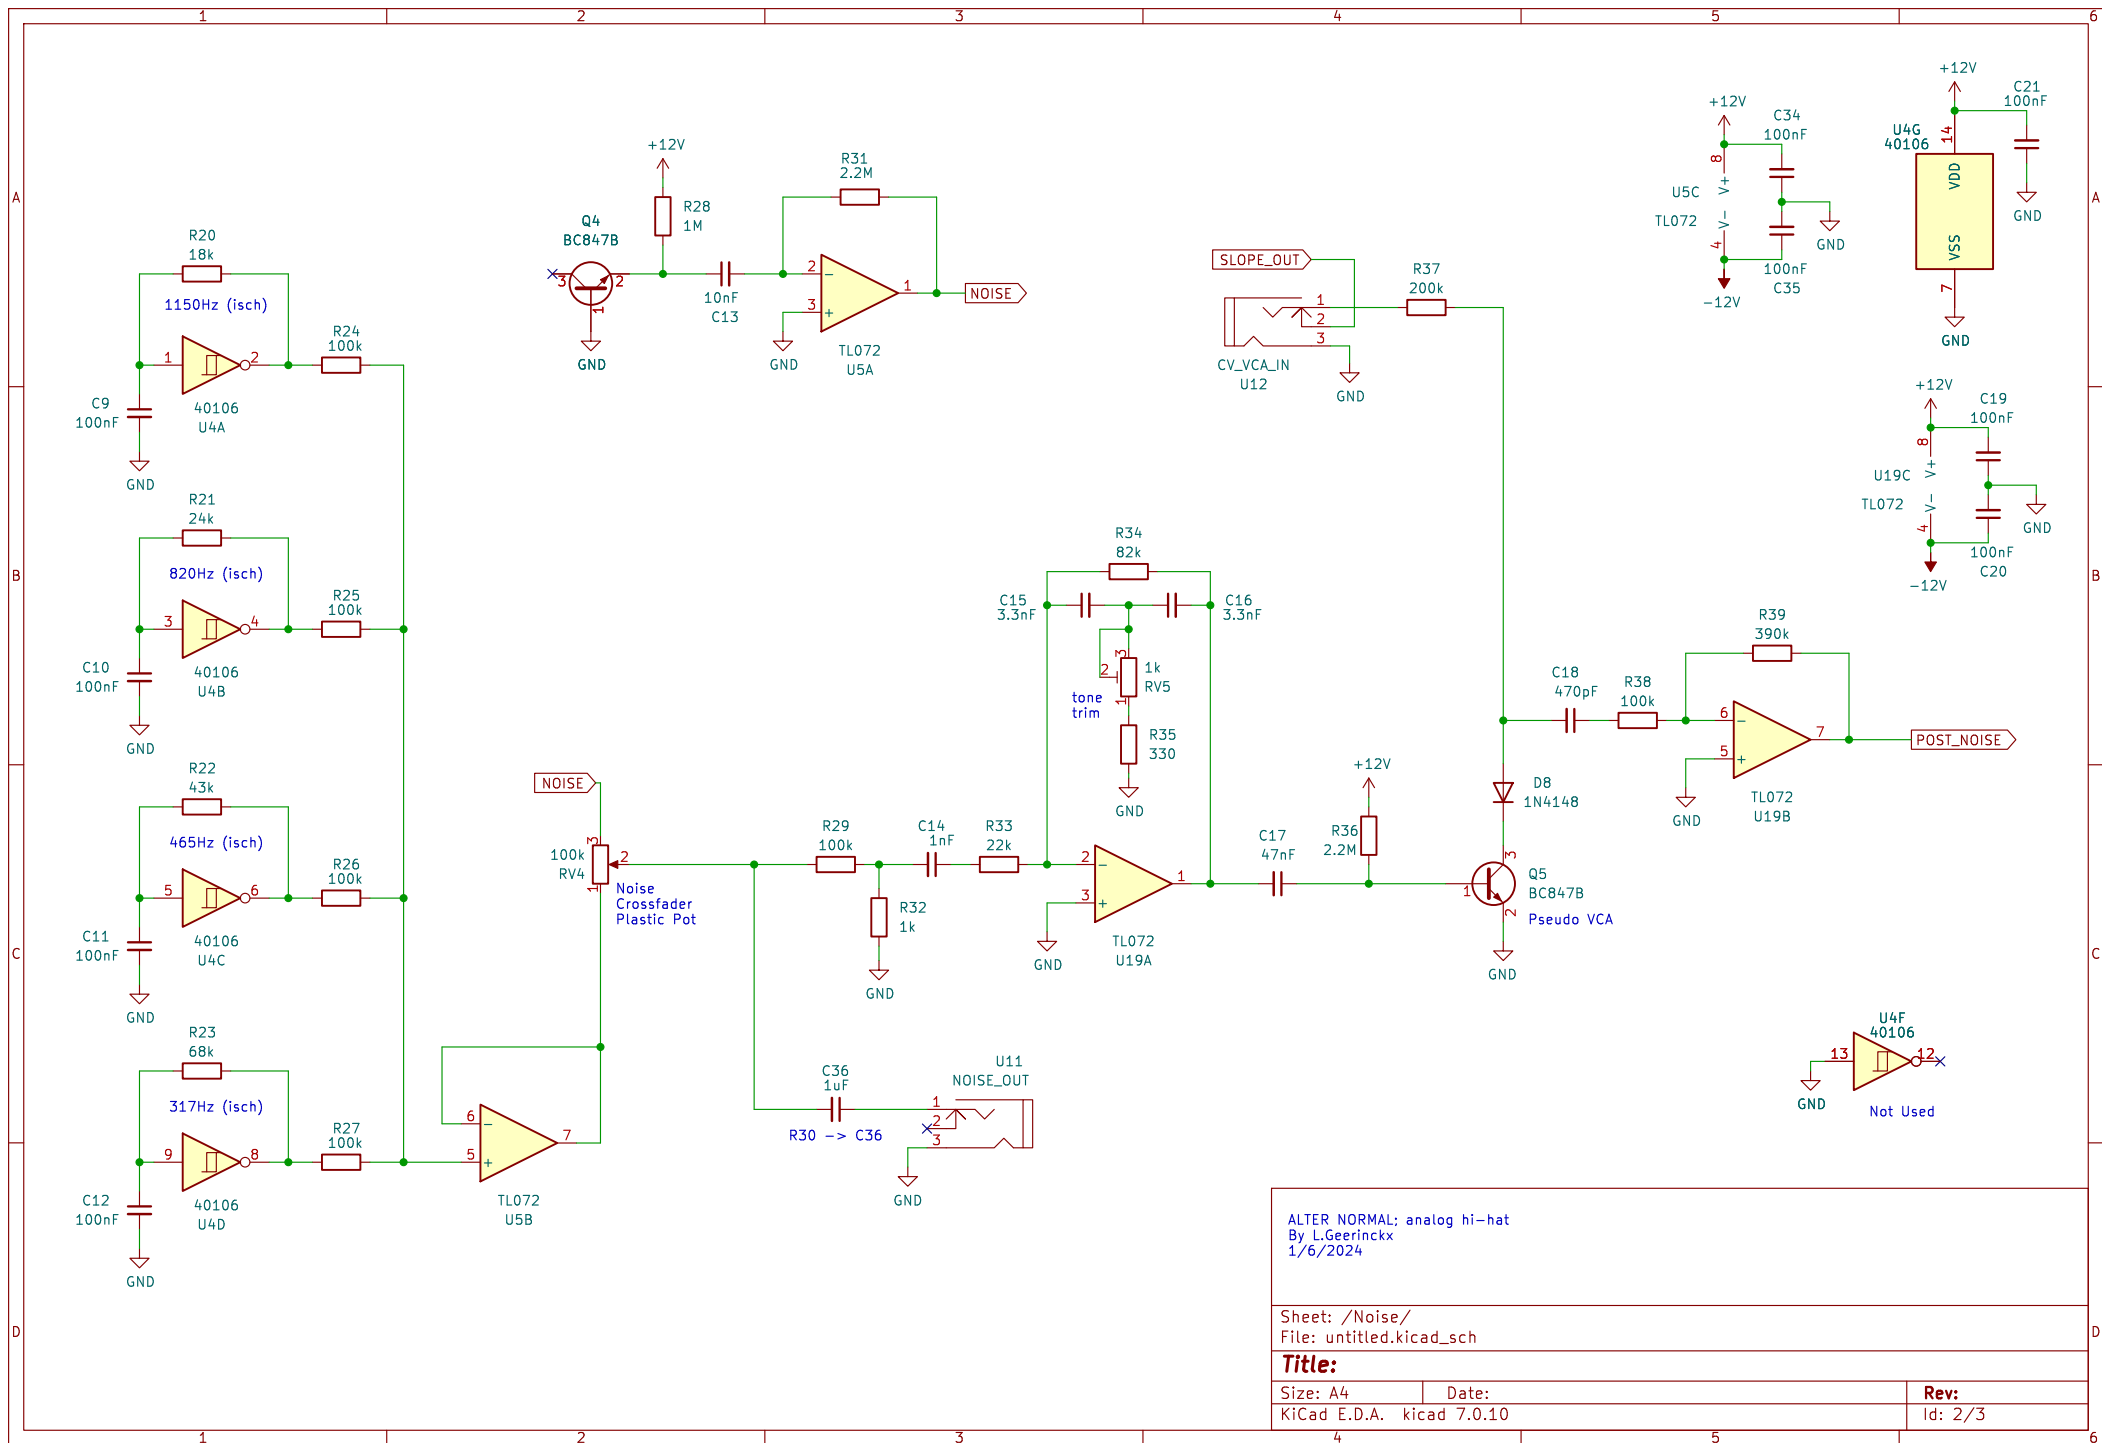 1
2
3
4
5
6
A
B
C
D
R20
18k
1150Hz (isch)
1
2
40106
U4A
C9
100nF
GND
R24
100k
R21
24k
820Hz (isch)
3
4
40106
U4B
C10
100nF
GND
R25
100k
R22
43k
465Hz (isch)
5
6
40106
U4C
C11
100nF
GND
R26
100k
R23
68k
317Hz (isch)
9
8
40106
U4D
C12
100nF
GND
R27
100k
Q4
BC847B
3
2
1
GND
+12V
R28
1M
10nF
C13
R31
2.2M
2
3
1
−
+
GND
TL072
U5A
NOISE
NOISE
100k
RV4
3
2
1
Noise
Crossfader
Plastic Pot
6
5
7
−
+
TL072
U5B
R29
100k
R32
1k
GND
C14
1nF
R33
22k
C36
1uF
R30 -> C36
U11
NOISE_OUT
1
2
3
GND
R34
82k
C15
3.3nF
C16
3.3nF
3
2
1
1k
RV5
tone
trim
R35
330
GND
2
3
1
−
+
GND
TL072
U19A
C17
47nF
+12V
R36
2.2M
SLOPE_OUT
1
2
3
CV_VCA_IN
U12
GND
R37
200k
D8
1N4148
3
1
2
Q5
BC847B
Pseudo VCA
GND
C18
470pF
R38
100k
R39
390k
6
5
7
−
+
GND
TL072
U19B
POST_NOISE
+12V
C34
100nF
8
V+
U5C
TL072
V-
4
GND
100nF
C35
-12V
+12V
C21
100nF
U4G
40106
14
VDD
VSS
7
GND
GND
+12V
C19
100nF
8
V+
U19C
TL072
V-
4
GND
100nF
C20
-12V
U4F
40106
13
12
GND
Not Used
ALTER NORMAL; analog hi-hat
By L.Geerinckx
1/6/2024
Sheet: /Noise/
File: untitled.kicad_sch
Title:
Size: A4
Date:
Rev:
KiCad E.D.A. kicad 7.0.10
Id: 2/3
A
B
C
D
1
2
3
4
5
6